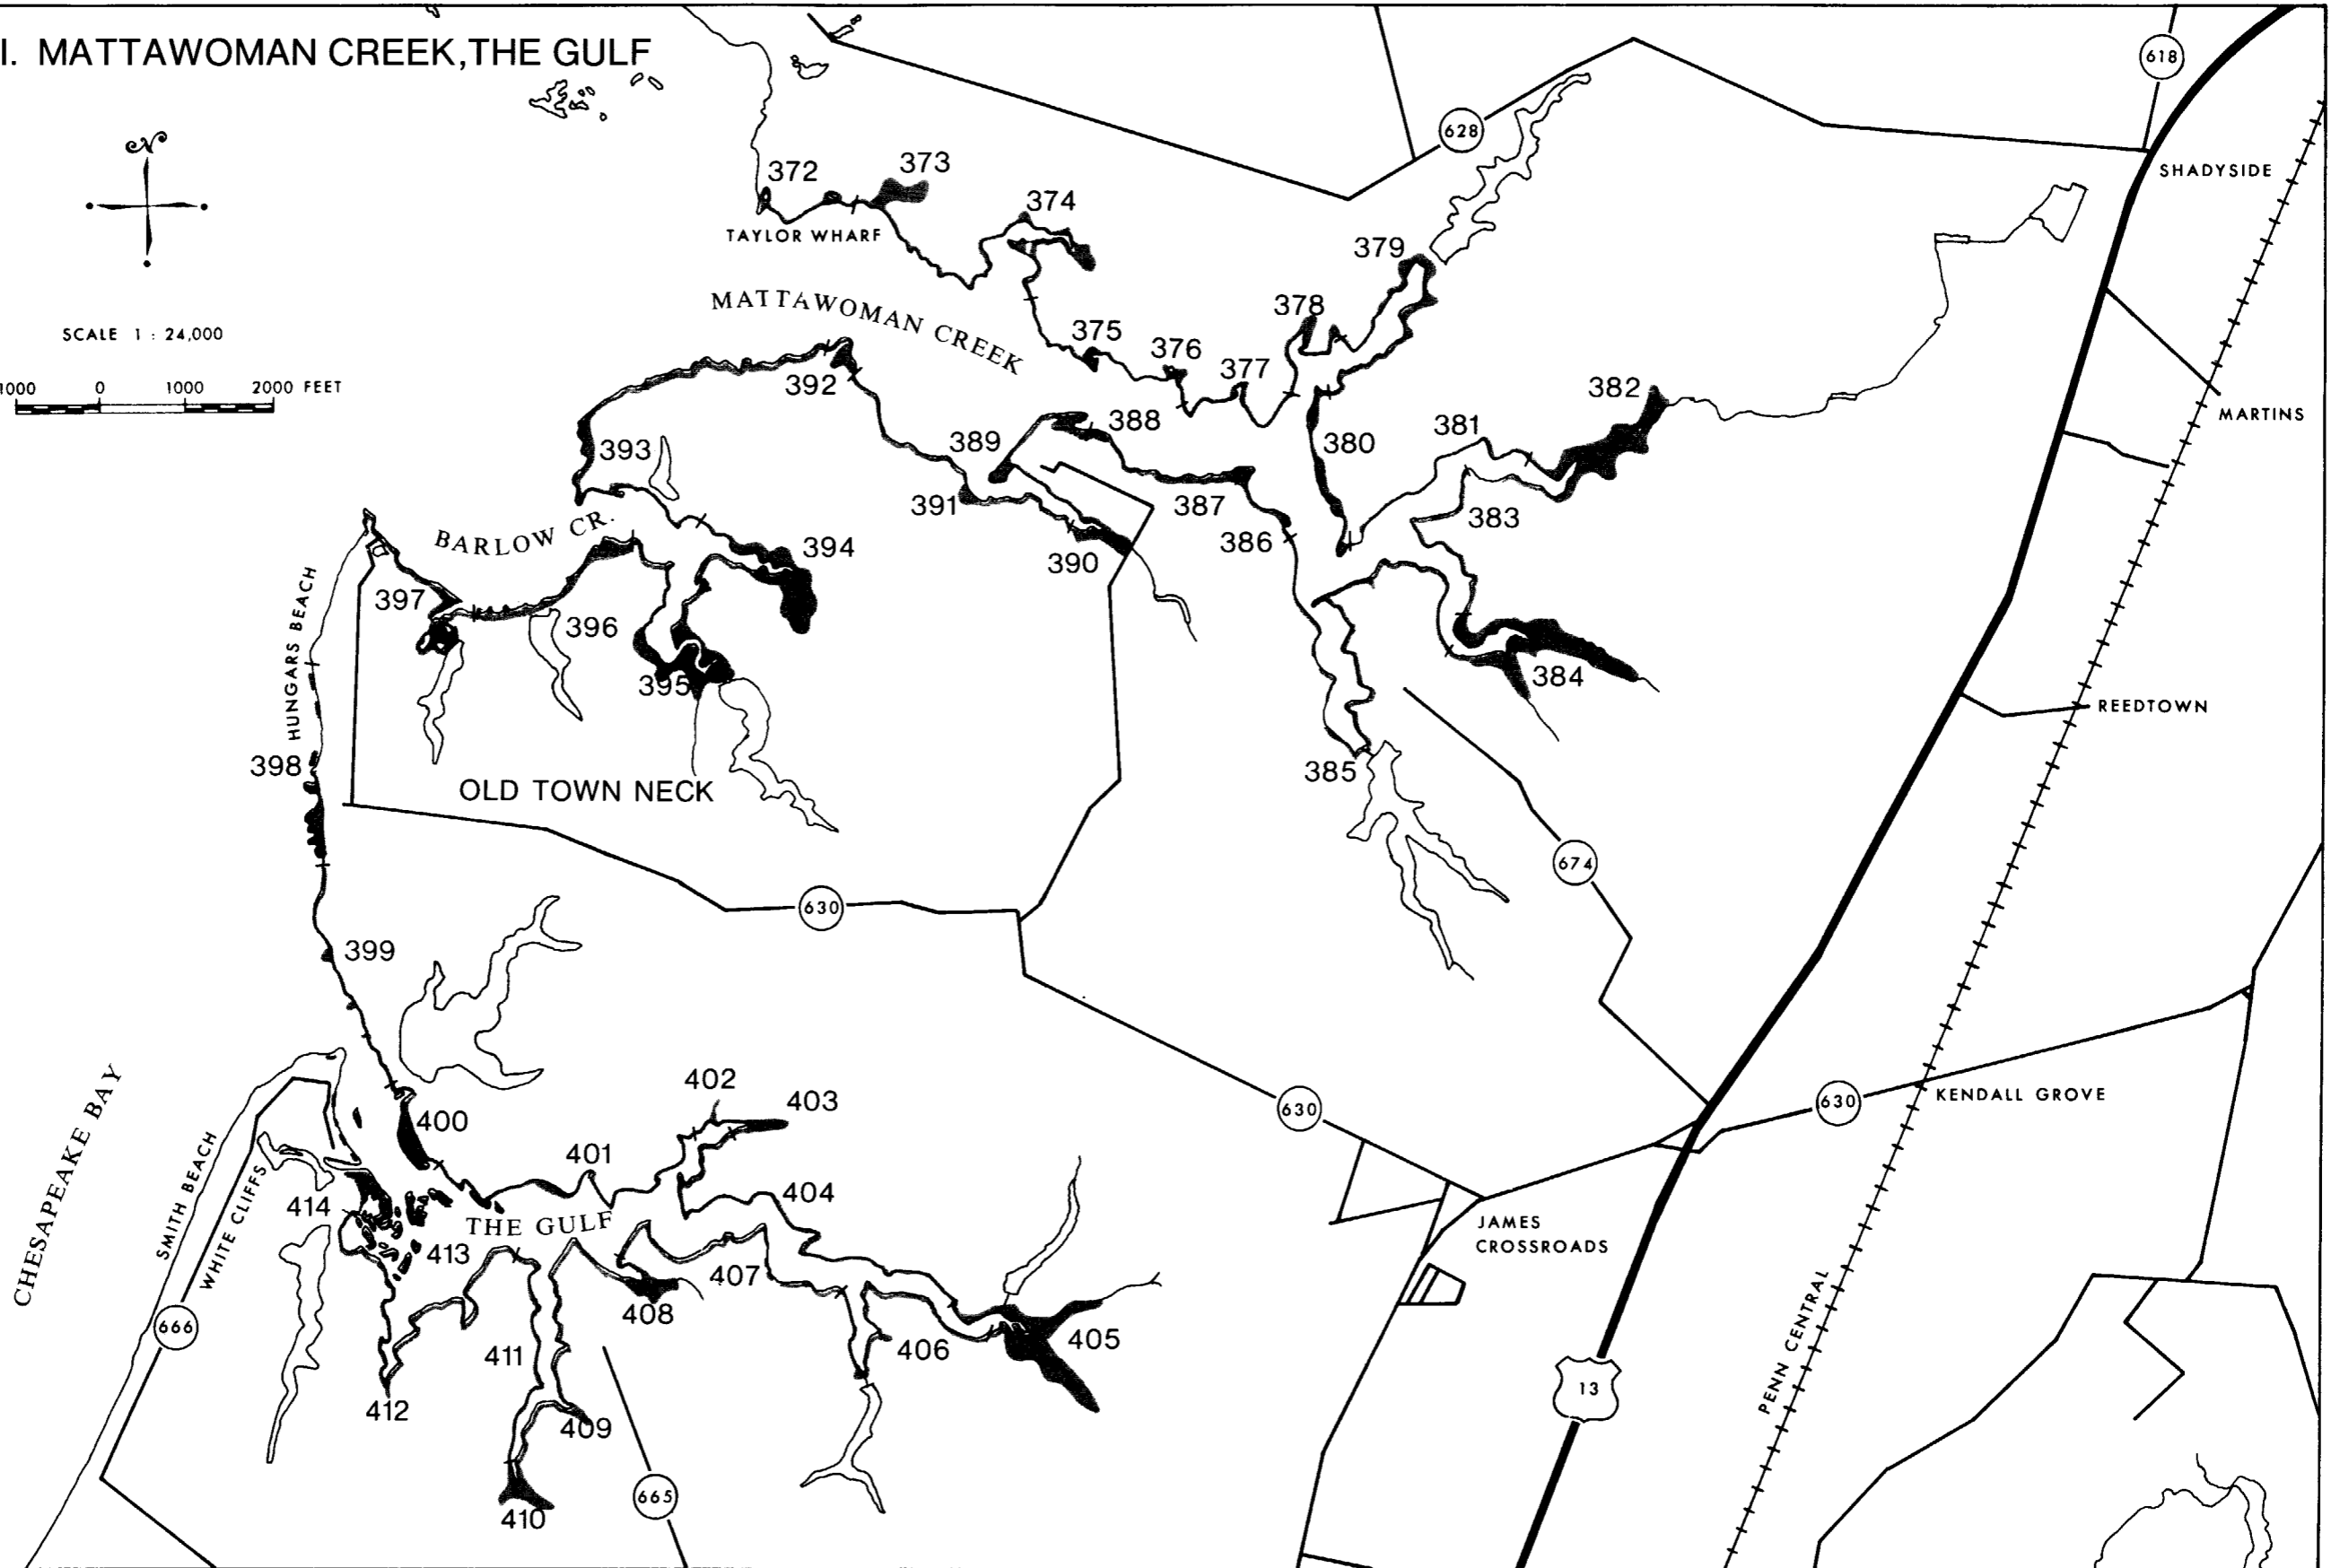 I. MATTAWOMAN CREEK, THE GULF
N
SCALE 1 : 24,000
1000 0 1000 2000 FEET
618
628
SHADYSIDE
372
373
374
TAYLOR WHARF
379
MATTAWOMAN CREEK
378
375
376
377
392
382
MARTINS
388
381
380
389
393
391
387
383
386
BARLOW CR.
390
394
397
396
HUNGARS BEACH
395
384
REEDTOWN
398
385
OLD TOWN NECK
674
630
399
402
403
630
630
KENDALL GROVE
400
CHESAPEAKE BAY
SMITH BEACH
WHITE CLIFFS
401
404
414
THE GULF
JAMES
CROSSROADS
413
407
408
405
406
666
411
412
409
13
PENN CENTRAL
665
410